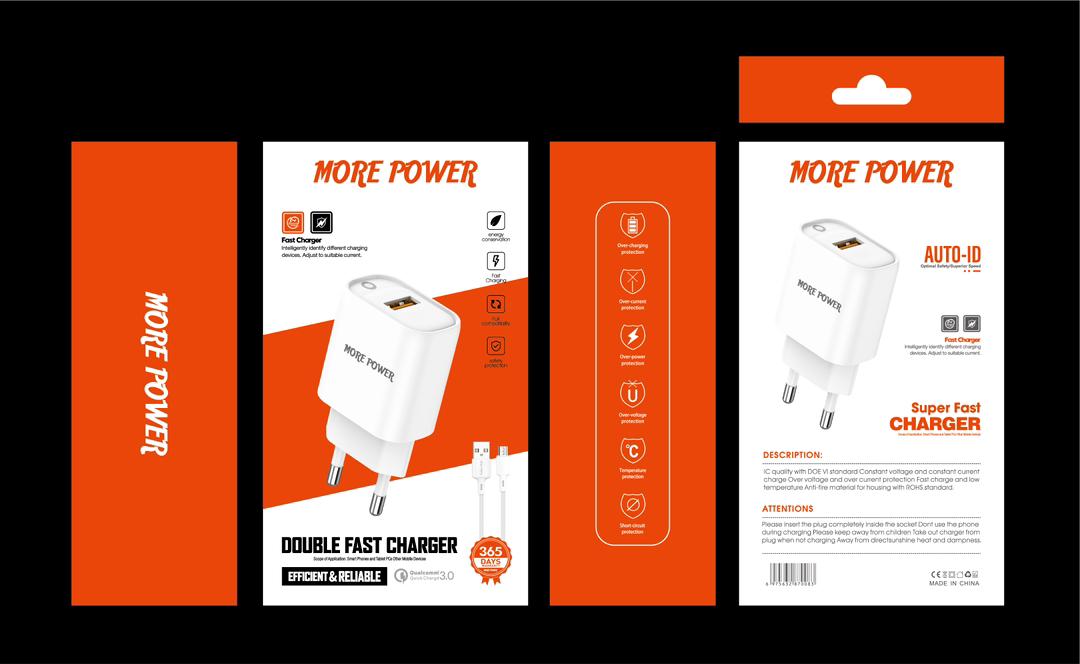 MORE POWER
MORE POWER
Fast Charger
Intelligently identify different charging
devices. Adjust to suitable current.
energy
conservation
Fast
Charging
Full
compatibility
safety
protection
MORE POWER
DOUBLE FAST CHARGER
Scope of Application: Smart Phones and Tablet PCs Other Mobile Devices
EFFICIENT & RELIABLE
Qualcomm
Quick Charge 3.0
365
DAYS
Over-charging
protection
Over-current
protection
Over-power
protection
Over-voltage
protection
°C
Temperature
protection
Short-circuit
protection
MORE POWER
MORE POWER
AUTO-ID
Optimal Safety/Superior Speed
Fast Charger
Intelligently identify different charging
devices. Adjust to suitable current.
Super Fast
CHARGER
DESCRIPTION:
IC quality with DOE VI standard Constant voltage and constant current
charge Over voltage and over current protection Fast charge and low
temperature Anti-fire material for housing with ROHS standard.
ATTENTIONS
Please insert the plug completely inside the socket Dont use the phone
during charging Please keep away from children Take out charger from
plug when not charging Away from directsunshine heat and dampness.
6 975632 870083
CE
MADE IN CHINA